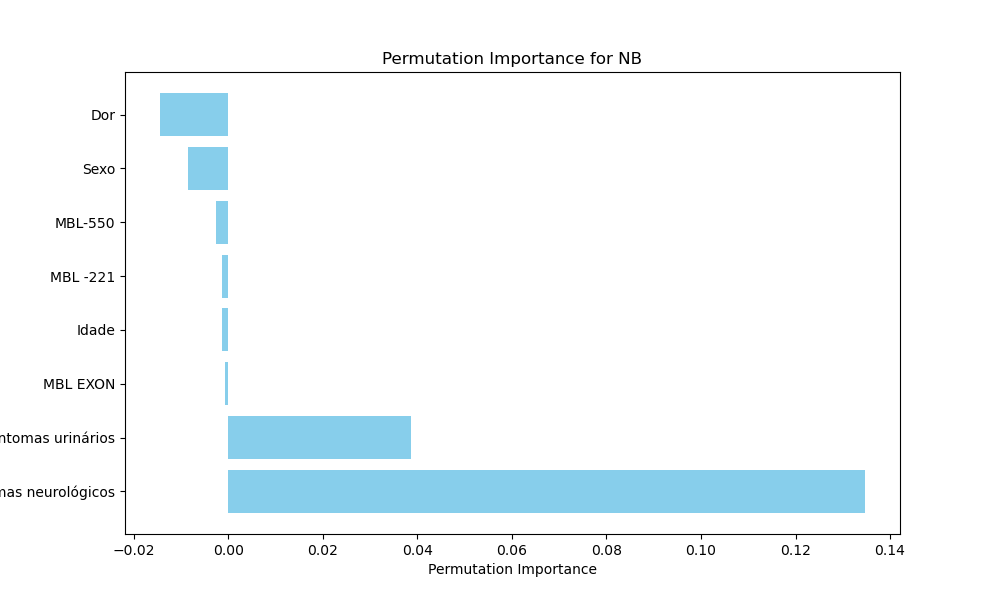 Permutation Importance for NB
Dor
Sexo
MBL-550
MBL -221
Idade
MBL EXON
ntomas urinários
mas neurológicos
−0.02 0.00 0.02 0.04 0.06 0.08 0.10 0.12 0.14
Permutation Importance